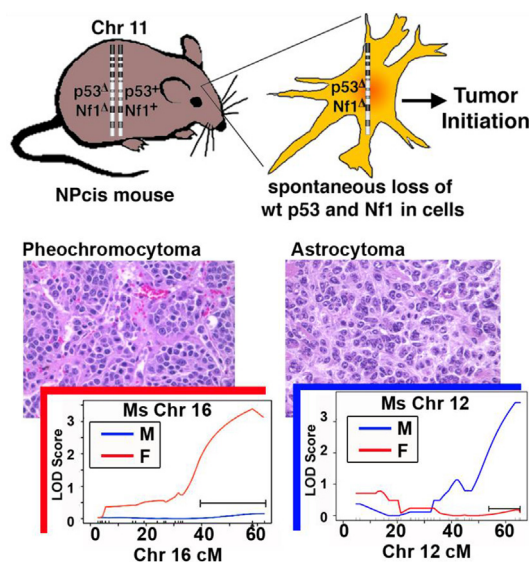 Chr 11
p53Δ p53+
Nf1Δ Nf1+
NPcis mouse
p53Δ
Nf1Δ
Tumor
Initiation
spontaneous loss of
wt p53 and Nf1 in cells
Pheochromocytoma
Astrocytoma
Ms Chr 16
M
F
LOD Score
3
2
1
0
0 20 40 60
Chr 16 cM
Ms Chr 12
M
F
LOD Score
3
2
1
0
0 20 40 60
Chr 12 cM